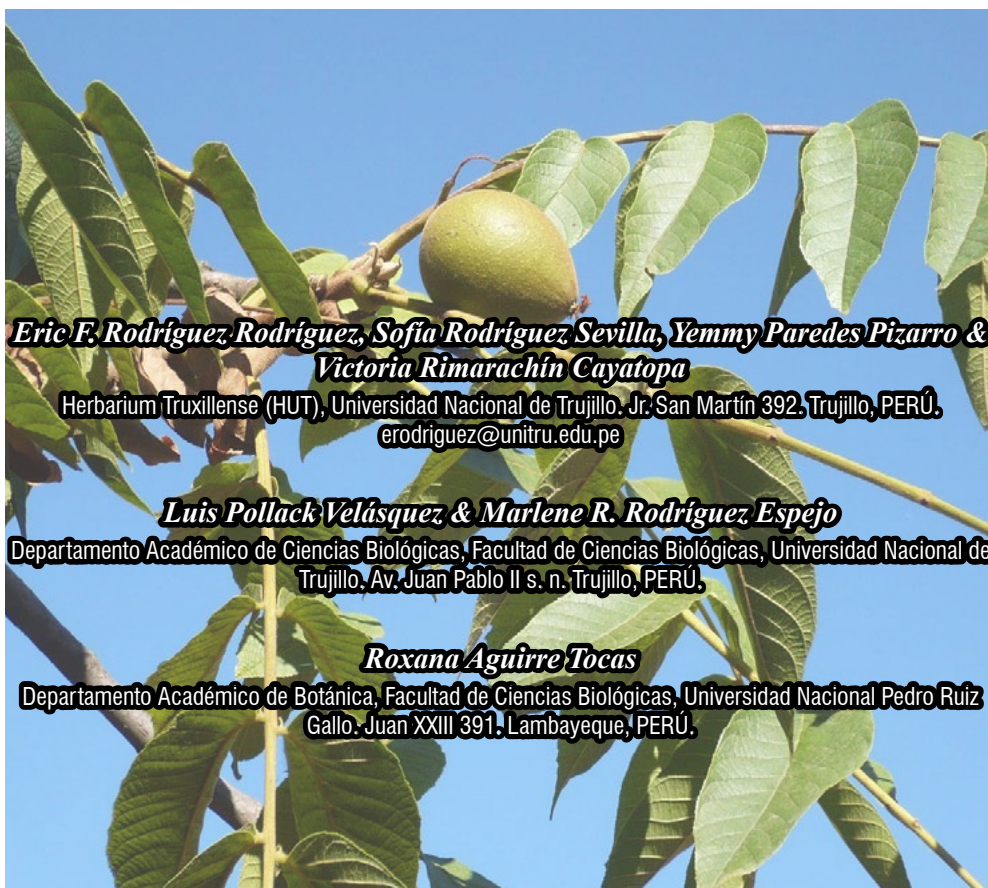 Eric F. Rodríguez Rodríguez, Sofía Rodríguez Sevilla, Yemmy Paredes Pizarro &
Victoria Rimarachín Cayatopa
Herbarium Truxillense (HUT), Universidad Nacional de Trujillo. Jr. San Martín 392. Trujillo, PERÚ.
erodriguez@unitru.edu.pe
Luis Pollack Velásquez & Marlene R. Rodríguez Espejo
Departamento Académico de Ciencias Biológicas, Facultad de Ciencias Biológicas, Universidad Nacional de
Trujillo. Av. Juan Pablo II s. n. Trujillo, PERÚ.
Roxana Aguirre Tocas
Departamento Académico de Botánica, Facultad de Ciencias Biológicas, Universidad Nacional Pedro Ruiz
Gallo. Juan XXIII 391. Lambayeque, PERÚ.